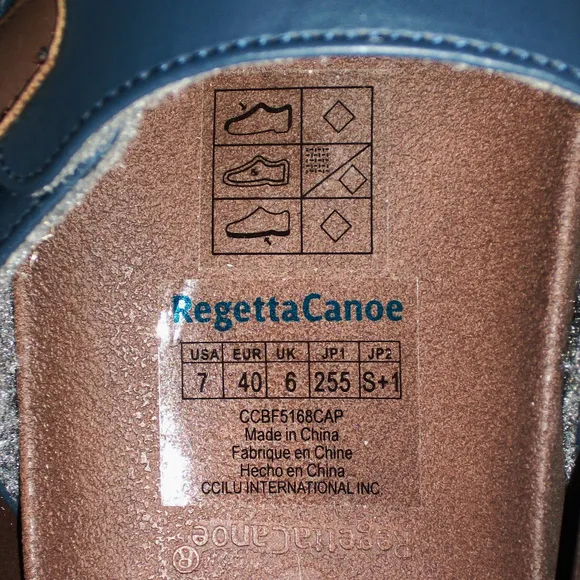 RegettaCanoe
USA EUR UK JP1 JP2
7 40 6 255 S+1
CCBF5168CAP
Made in China
Fabrique en Chine
Hecho en China
CCILU INTERNATIONAL INC.
RegettaCanoe®